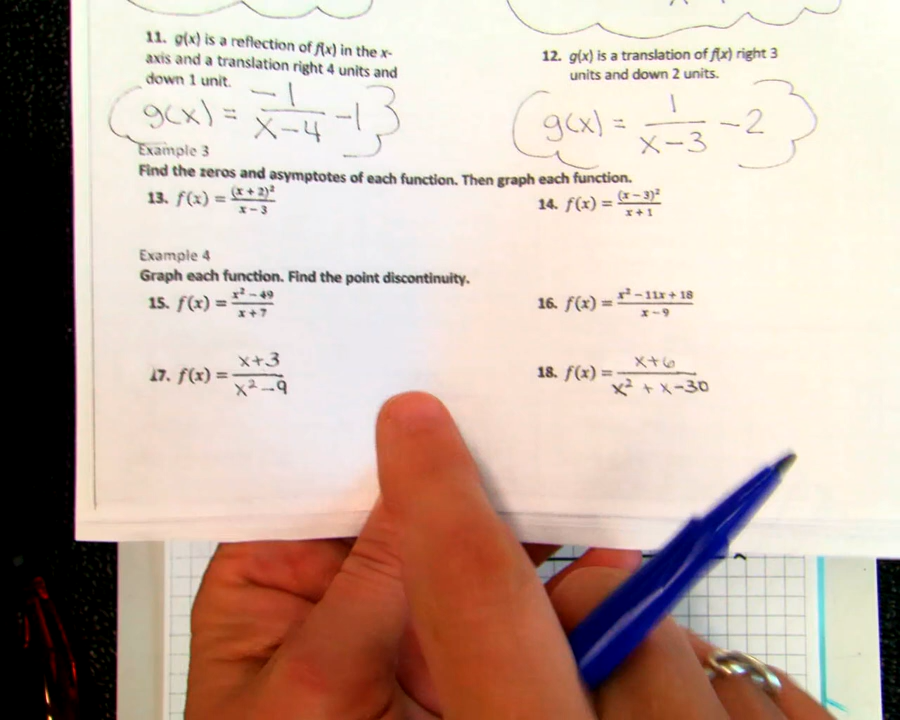 11. g(x) is a reflection of f(x) in the x-
axis and a translation right 4 units and
down 1 unit.
g(x) = -1/(x-4) - 1
12. g(x) is a translation of f(x) right 3
units and down 2 units.
g(x) = 1/(x-3) - 2
Example 3
Find the zeros and asymptotes of each function. Then graph each function.
13. f(x) = (x + 2)²/(x - 3)
14. f(x) = (x - 3)²/(x + 1)
Example 4
Graph each function. Find the point discontinuity.
15. f(x) = (x² - 49)/(x + 7)
16. f(x) = (x² - 11x + 18)/(x - 9)
17. f(x) = (x+3)/(x²-9)
18. f(x) = (x+6)/(x² + x-30)